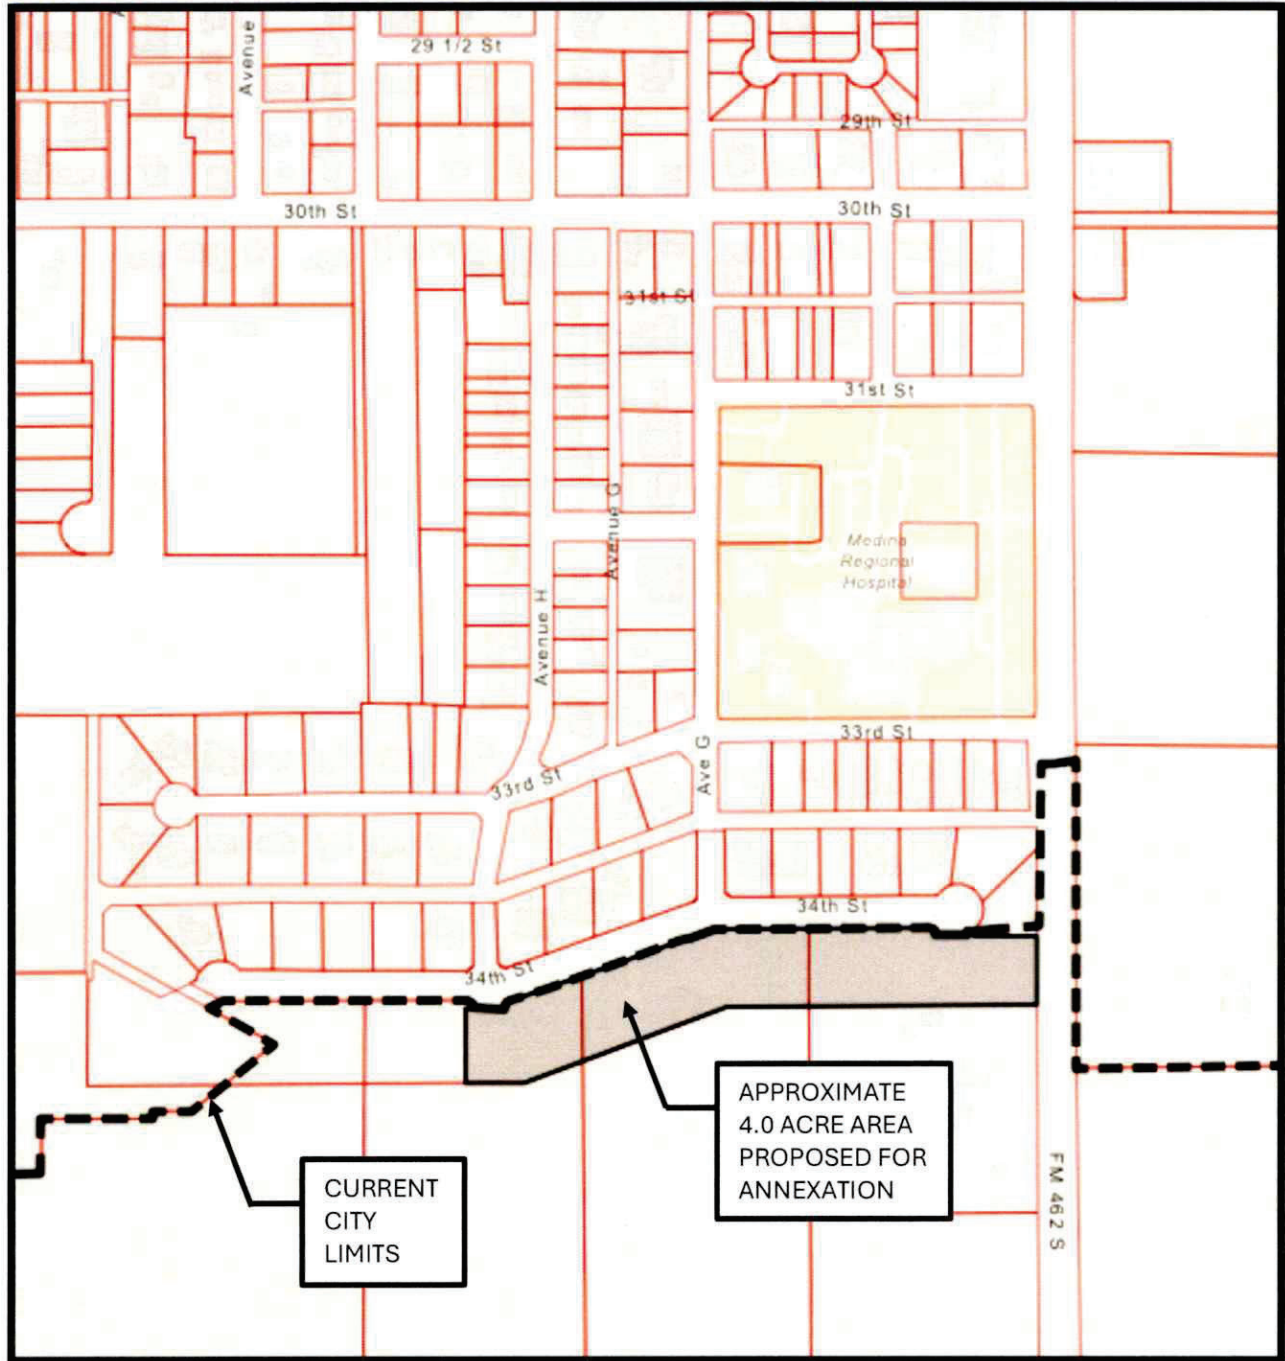 Avenue
29 1/2 St
29th St
30th St
30th St
31st St
31st St
Avenue G
Medina
Regional
Hospital
Avenue H
33rd St
Ave G
33rd St
34th St
34th St
APPROXIMATE
4.0 ACRE AREA
PROPOSED FOR
ANNEXATION
CURRENT
CITY
LIMITS
FM 462 S